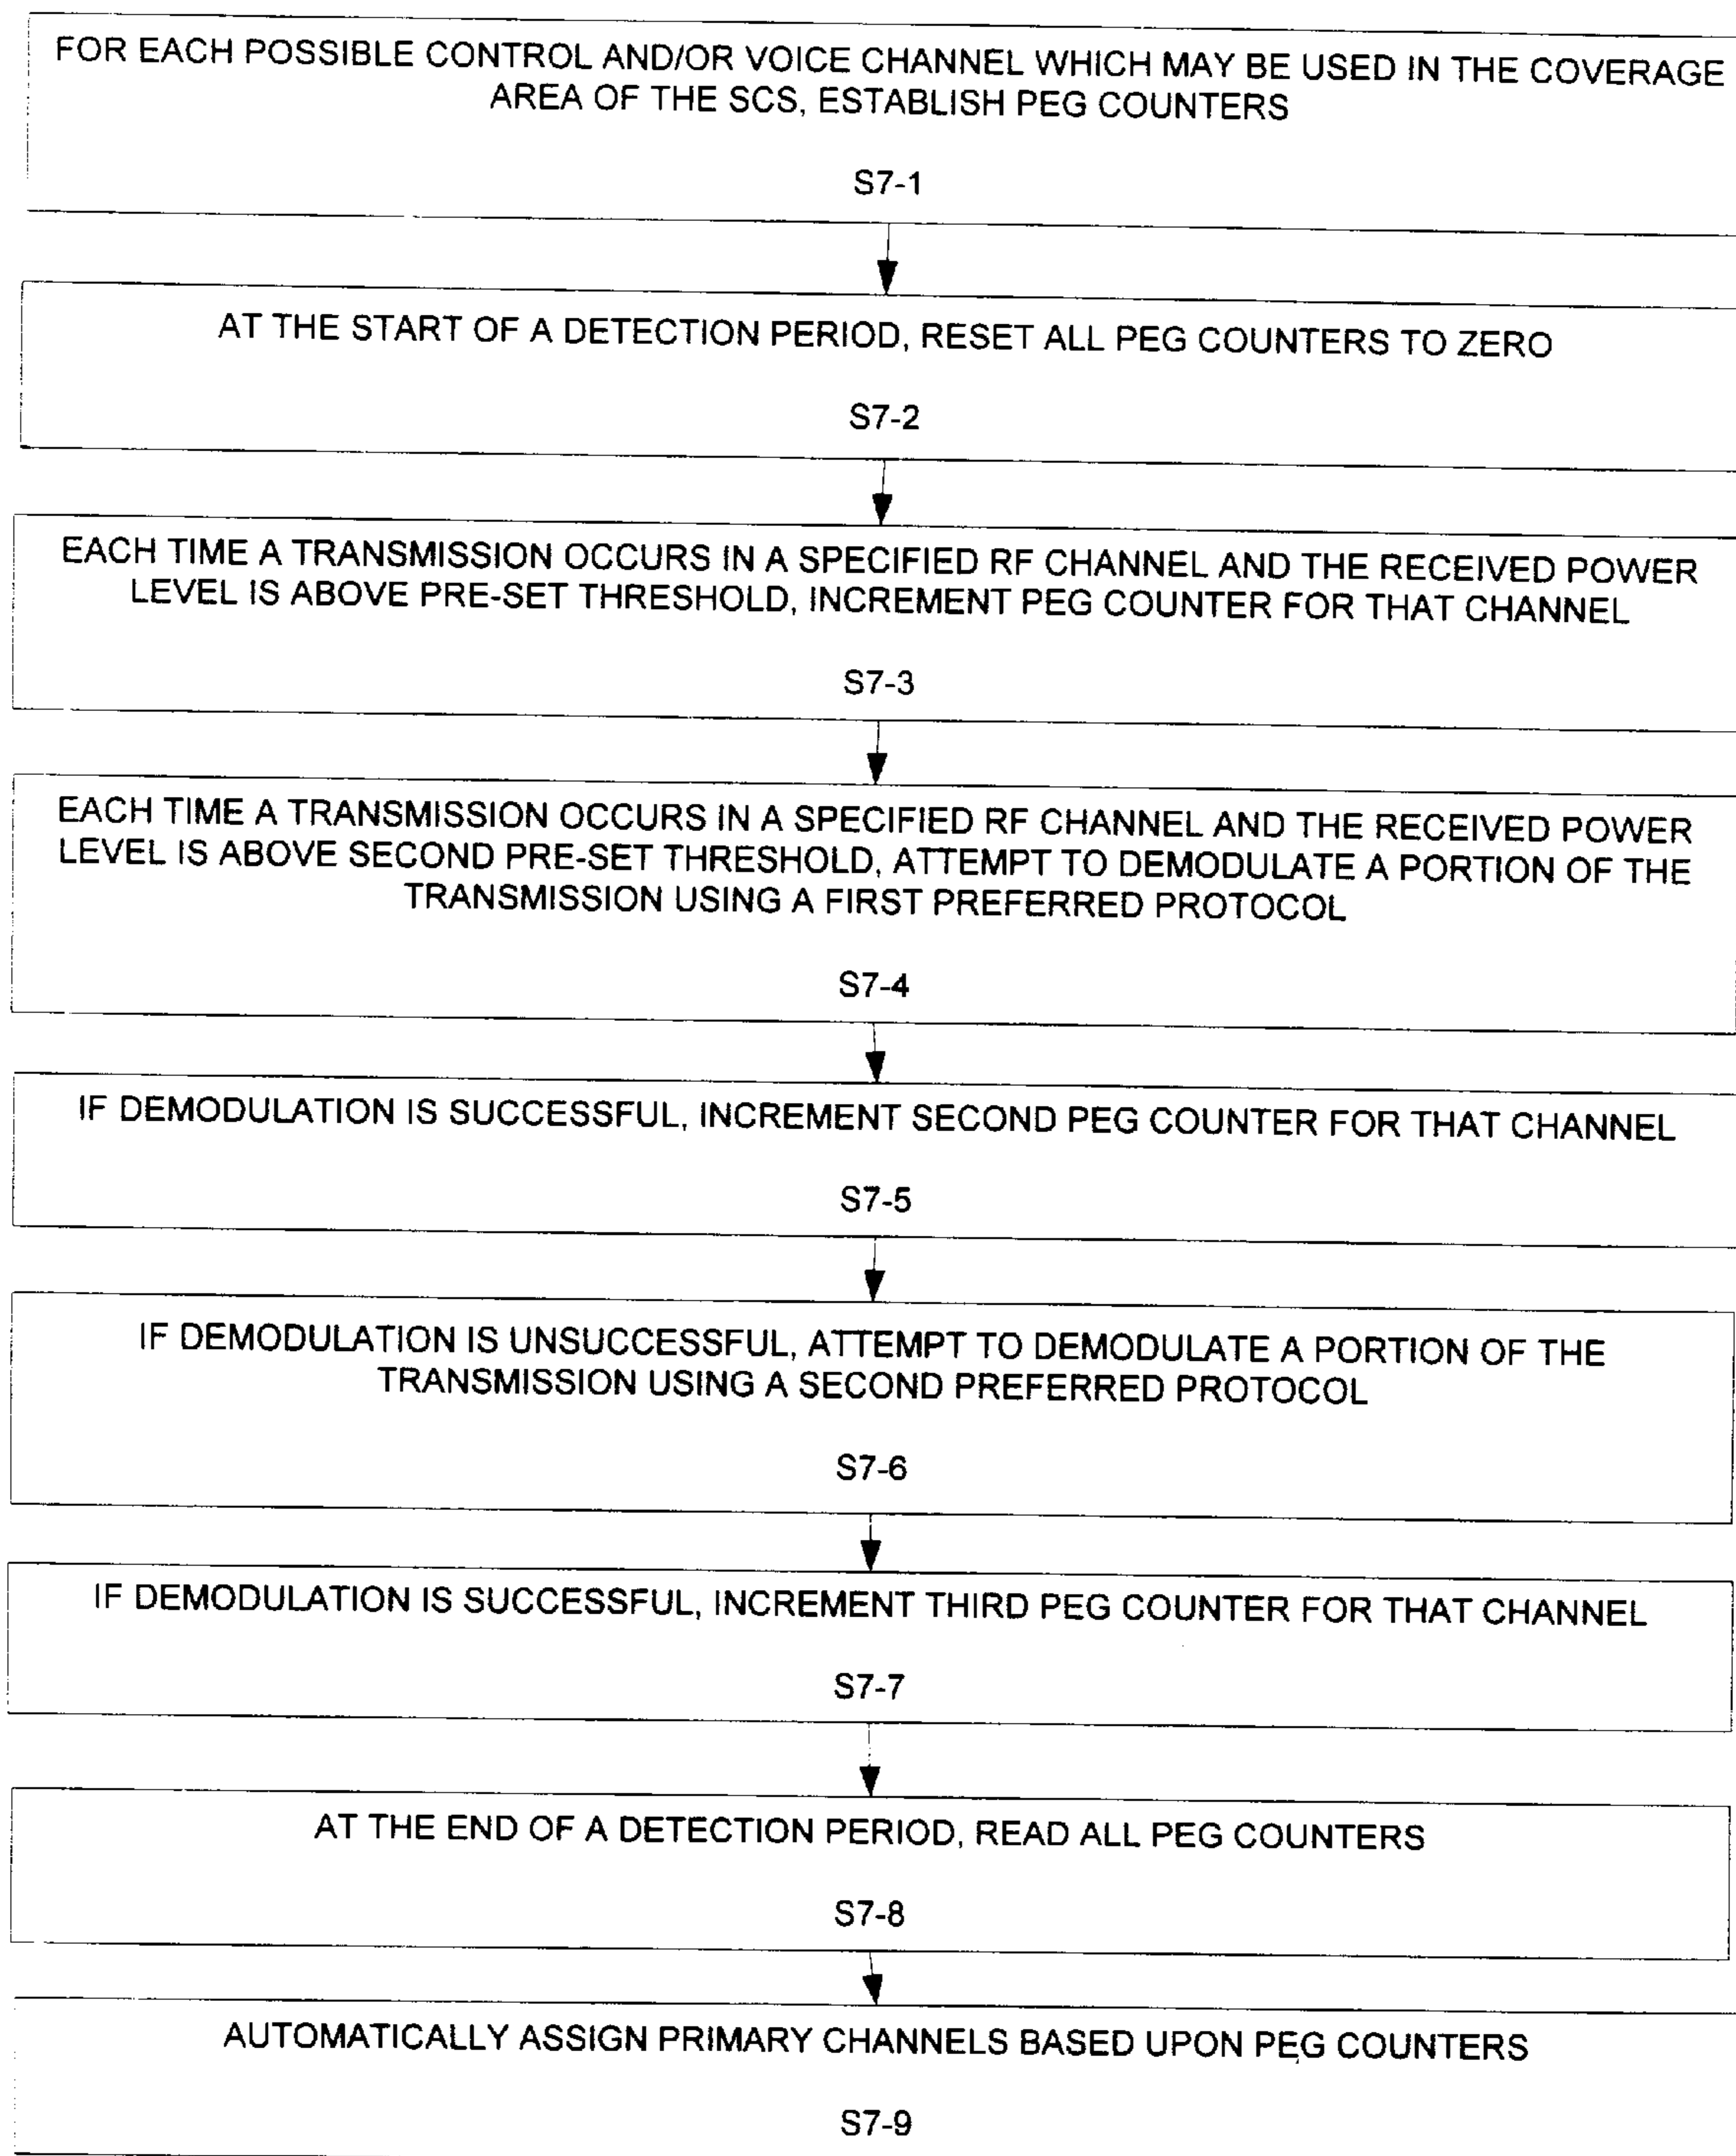 FOR EACH POSSIBLE CONTROL AND/OR VOICE CHANNEL WHICH MAY BE USED IN THE COVERAGE
AREA OF THE SCS, ESTABLISH PEG COUNTERS
S7-1
AT THE START OF A DETECTION PERIOD, RESET ALL PEG COUNTERS TO ZERO
S7-2
EACH TIME A TRANSMISSION OCCURS IN A SPECIFIED RF CHANNEL AND THE RECEIVED POWER
LEVEL IS ABOVE PRE-SET THRESHOLD, INCREMENT PEG COUNTER FOR THAT CHANNEL
S7-3
EACH TIME A TRANSMISSION OCCURS IN A SPECIFIED RF CHANNEL AND THE RECEIVED POWER
LEVEL IS ABOVE SECOND PRE-SET THRESHOLD, ATTEMPT TO DEMODULATE A PORTION OF THE
TRANSMISSION USING A FIRST PREFERRED PROTOCOL
S7-4
IF DEMODULATION IS SUCCESSFUL, INCREMENT SECOND PEG COUNTER FOR THAT CHANNEL
S7-5
IF DEMODULATION IS UNSUCCESSFUL, ATTEMPT TO DEMODULATE A PORTION OF THE
TRANSMISSION USING A SECOND PREFERRED PROTOCOL
S7-6
IF DEMODULATION IS SUCCESSFUL, INCREMENT THIRD PEG COUNTER FOR THAT CHANNEL
S7-7
AT THE END OF A DETECTION PERIOD, READ ALL PEG COUNTERS
S7-8
AUTOMATICALLY ASSIGN PRIMARY CHANNELS BASED UPON PEG COUNTERS
S7-9